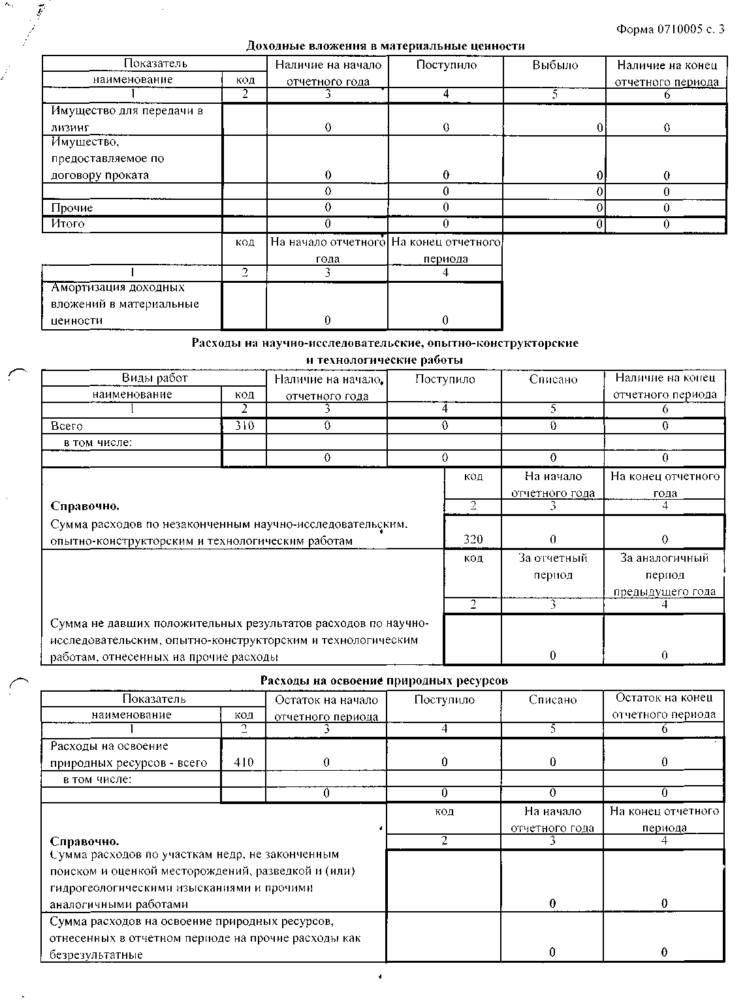 Форма 0710005 с. 3
Доходные вложения в материальные ценности
Показатель Наличие на начало Поступило Выбыло Наличие на конец
наименование код отчетного года отчетного периода
1 2 3 4 5 6
Имущество для передачи в
лизинг 0 0 0 0
Имущество,
предоставляемое по
договору проката 0 0 0 0
0 0 0 0
Прочие 0 0 0 0
Итого 0 0 0 0
код На начало отчетного На конец отчетного
года периода
1 2 3 4
Амортизация доходных
вложений в материальные
ценности 0 0
Расходы на научно-исследовательские, опытно-конструкторские
и технологические работы
Виды работ Наличие на начало Поступило Списано Наличие на конец
наименование код отчетного года отчетного периода
1 2 3 4 5 6
Всего 310 0 0 0 0
в том числе:
0 0 0 0
код На начало На конец отчетного
отчетного года года
Справочно. 2 3 4
Сумма расходов по незаконченным научно-исследовательским,
опытно-конструкторским и технологическим работам 320 0 0
код За отчетный За аналогичный
период период
предыдущего года
2 3 4
Сумма не давших положительных результатов расходов по научно-
исследовательским, опытно-конструкторским и технологическим
работам, отнесенных на прочие расходы 0 0
Расходы на освоение природных ресурсов
Показатель Остаток на начало Поступило Списано Остаток на конец
наименование код отчетного периода отчетного периода
1 2 3 4 5 6
Расходы на освоение
природных ресурсов - всего 410 0 0 0 0
в том числе:
0 0 0 0
код На начало На конец отчетного
отчетного года периода
Справочно. 2 3 4
Сумма расходов по участкам недр, не законченным
поиском и оценкой месторождений, разведкой и (или)
гидрогеологическими изысканиями и прочими
аналогичными работами 0 0
Сумма расходов на освоение природных ресурсов,
отнесенных в отчетном периоде на прочие расходы как
безрезультатные 0 0